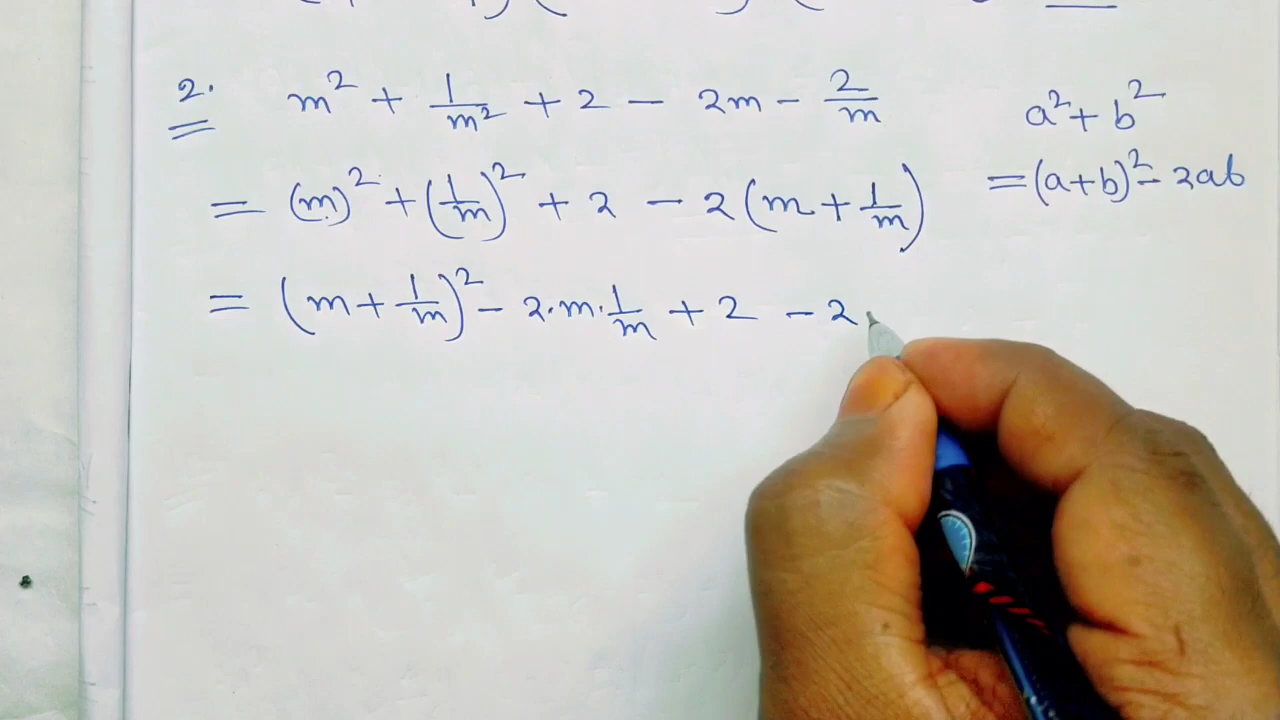 2. m² + 1/m² + 2 - 2m - 2/m
= (m)² + (1/m)² + 2 - 2(m + 1/m)
= (m + 1/m)² - 2·m·1/m + 2 - 2
a² + b²
= (a+b)² - 2ab